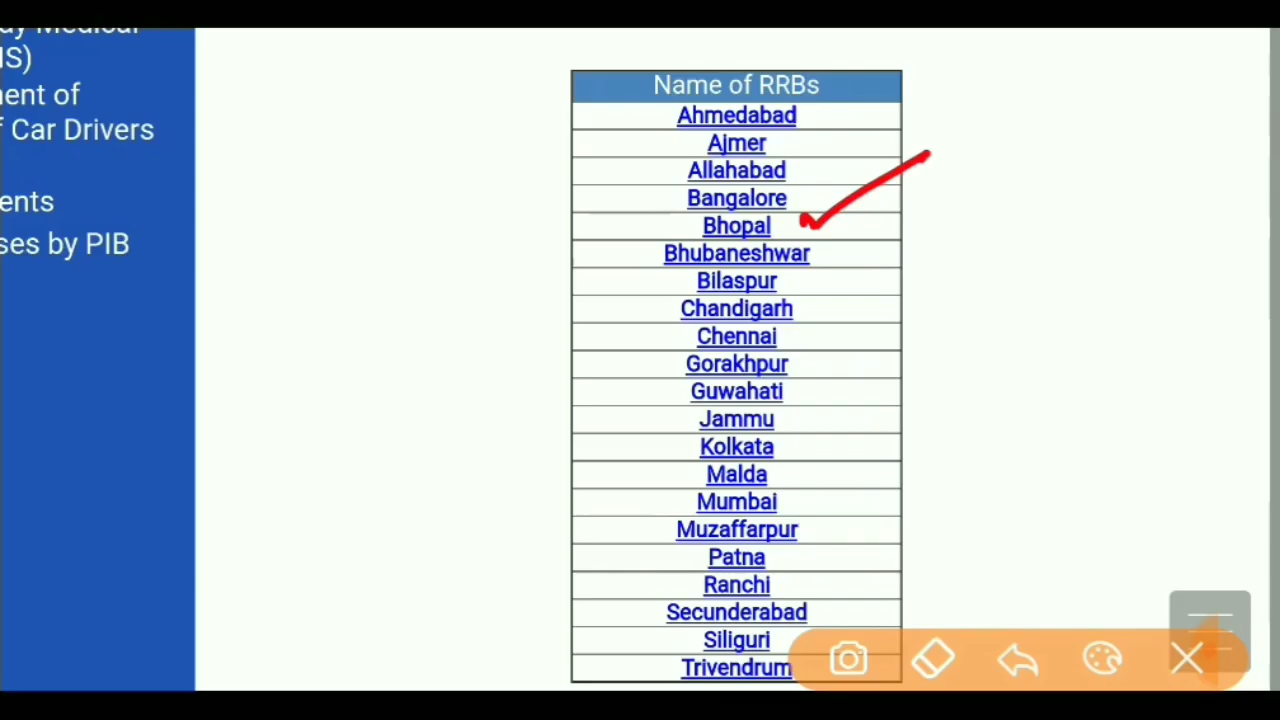 IS)
ent of
Car Drivers
ents
ses by PIB
Name of RRBs
Ahmedabad
Ajmer
Allahabad
Bangalore
Bhopal
Bhubaneshwar
Bilaspur
Chandigarh
Chennai
Gorakhpur
Guwahati
Jammu
Kolkata
Malda
Mumbai
Muzaffarpur
Patna
Ranchi
Secunderabad
Siliguri
Trivendrum